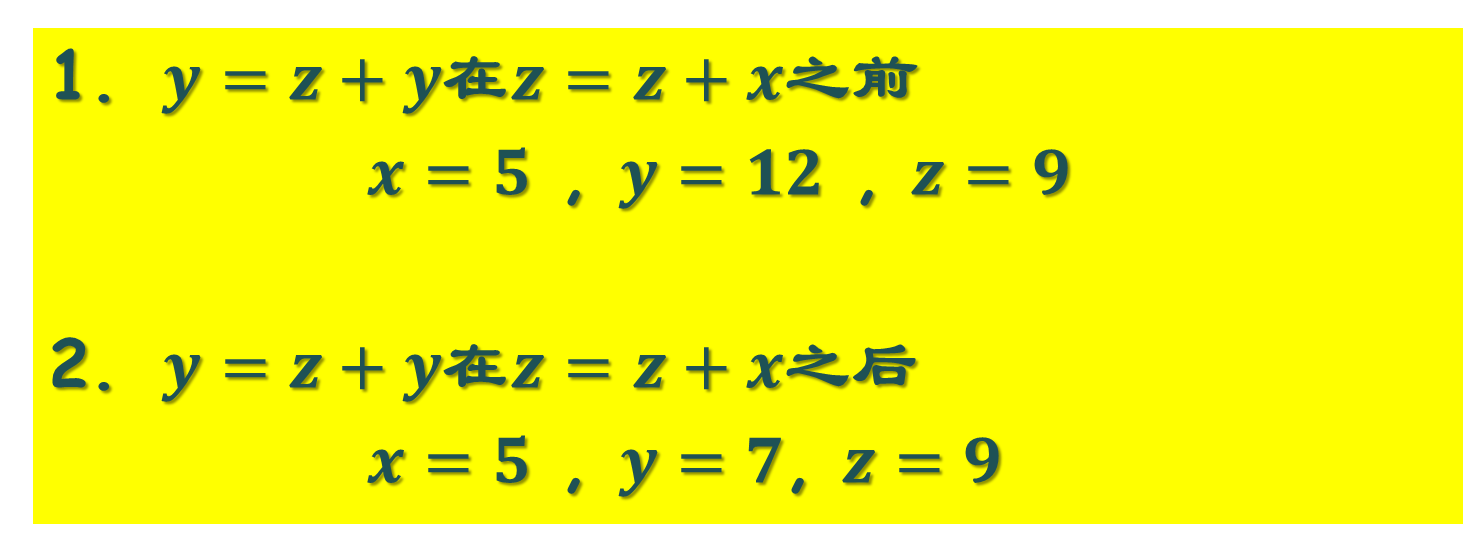 1. y = z + y在z = z + x之前
x = 5 , y = 12 , z = 9
2. y = z + y在z = z + x之后
x = 5 , y = 7, z = 9